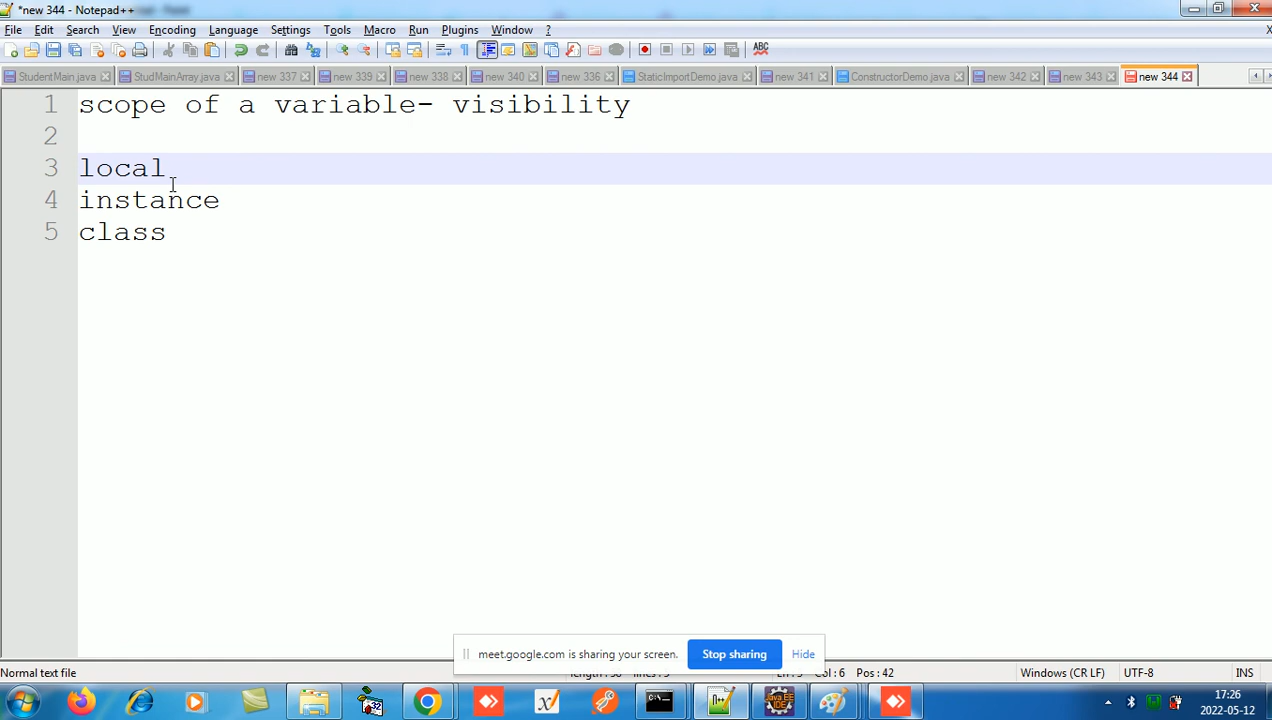 *new 344 - Notepad++
File Edit Search View Encoding Language Settings Tools Macro Run Plugins Window ?
StudentMain.java StudMainArray.java new 337 new 339 new 338 new 340 new 336 StaticImportDemo.java new 341 ConstructorDemo.java new 342 new 343 new 344
1 scope of a variable- visibility
2
3 local
4 instance
5 class
meet.google.com is sharing your screen. Stop sharing Hide
Normal text file Col : 6 Pos : 42 Windows (CR LF) UTF-8 INS
17:26
2022-05-12